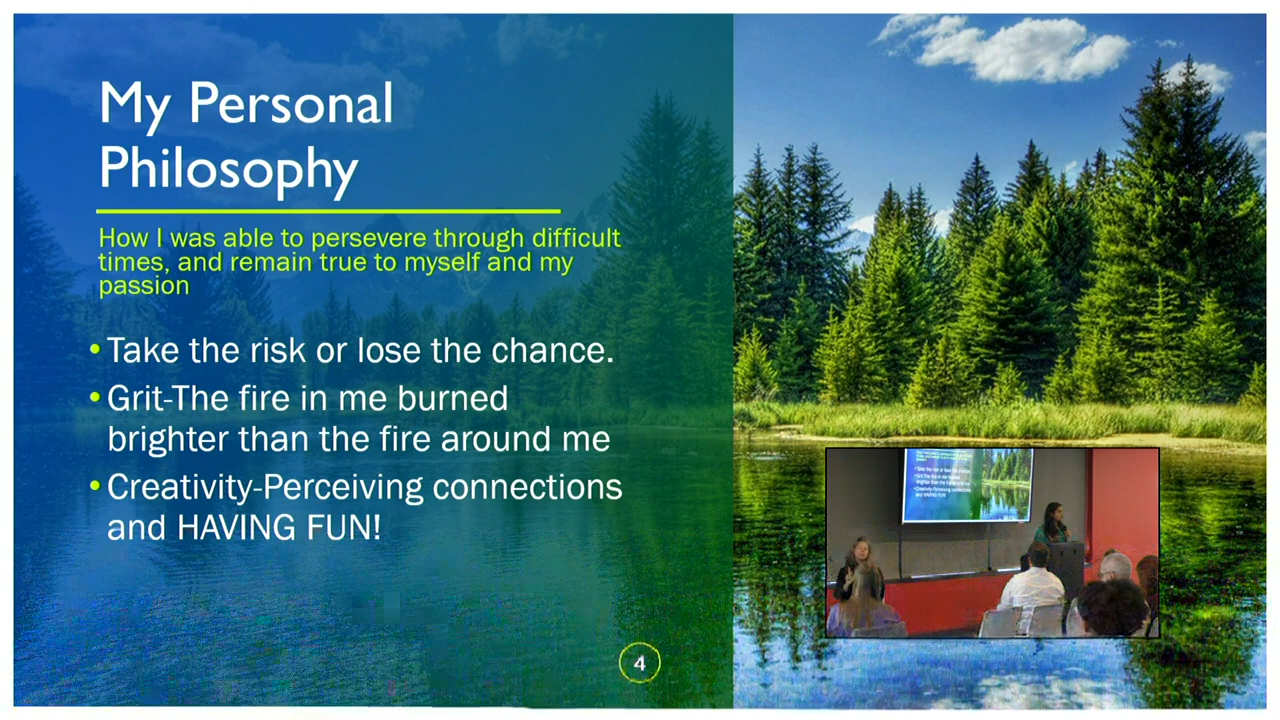 My Personal
Philosophy
How I was able to persevere through difficult
times, and remain true to myself and my
passion
•Take the risk or lose the chance.
•Grit-The fire in me burned
brighter than the fire around me
•Creativity-Perceiving connections
and HAVING FUN!
4